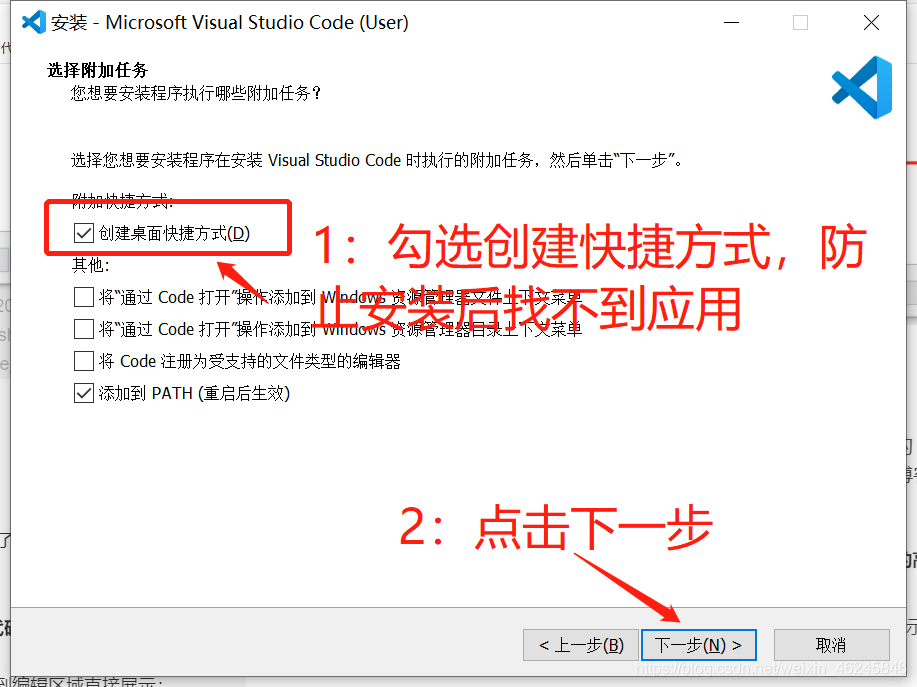 安装 - Microsoft Visual Studio Code (User)
选择附加任务
您想要安装程序执行哪些附加任务？
选择您想要安装程序在安装 Visual Studio Code 时执行的附加任务，然后单击“下一步”。
附加快捷方式:
创建桌面快捷方式(D)
1：勾选创建快捷方式，防
止安装后找不到应用
其他:
将“通过 Code 打开”操作添加到 Windows 资源管理器文件上下文菜单
将“通过 Code 打开”操作添加到 Windows 资源管理器目录上下文菜单
将 Code 注册为受支持的文件类型的编辑器
添加到 PATH (重启后生效)
2：点击下一步
< 上一步(B)
下一步(N) >
取消
https://blog.csdn.net/weixin_46245846
到编辑区域直接展示: